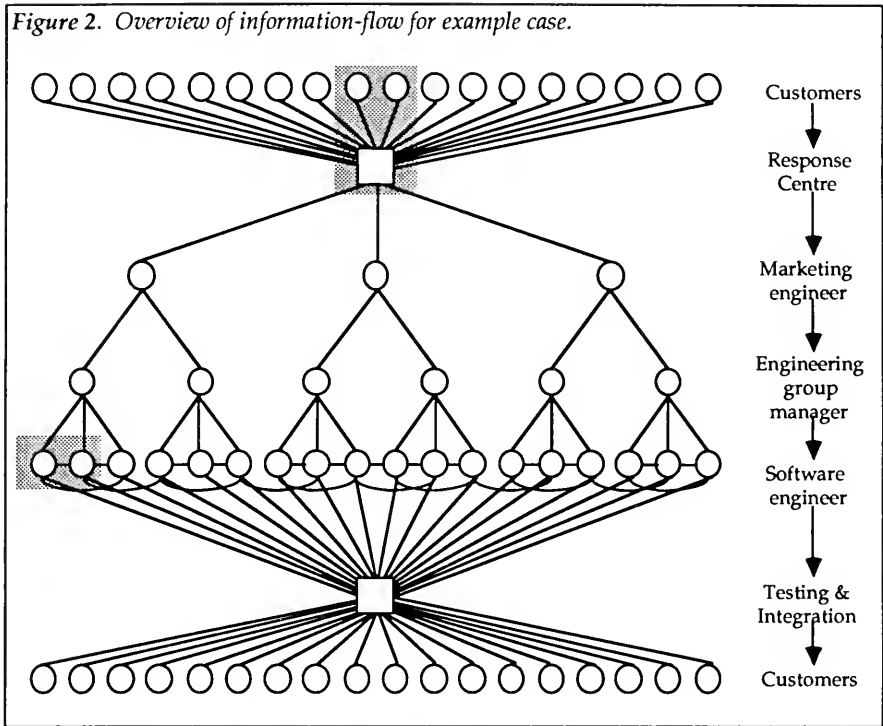 Figure 2. Overview of information-flow for example case.
Customers
Response
Centre
Marketing
engineer
Engineering
group
manager
Software
engineer
Testing &
Integration
Customers